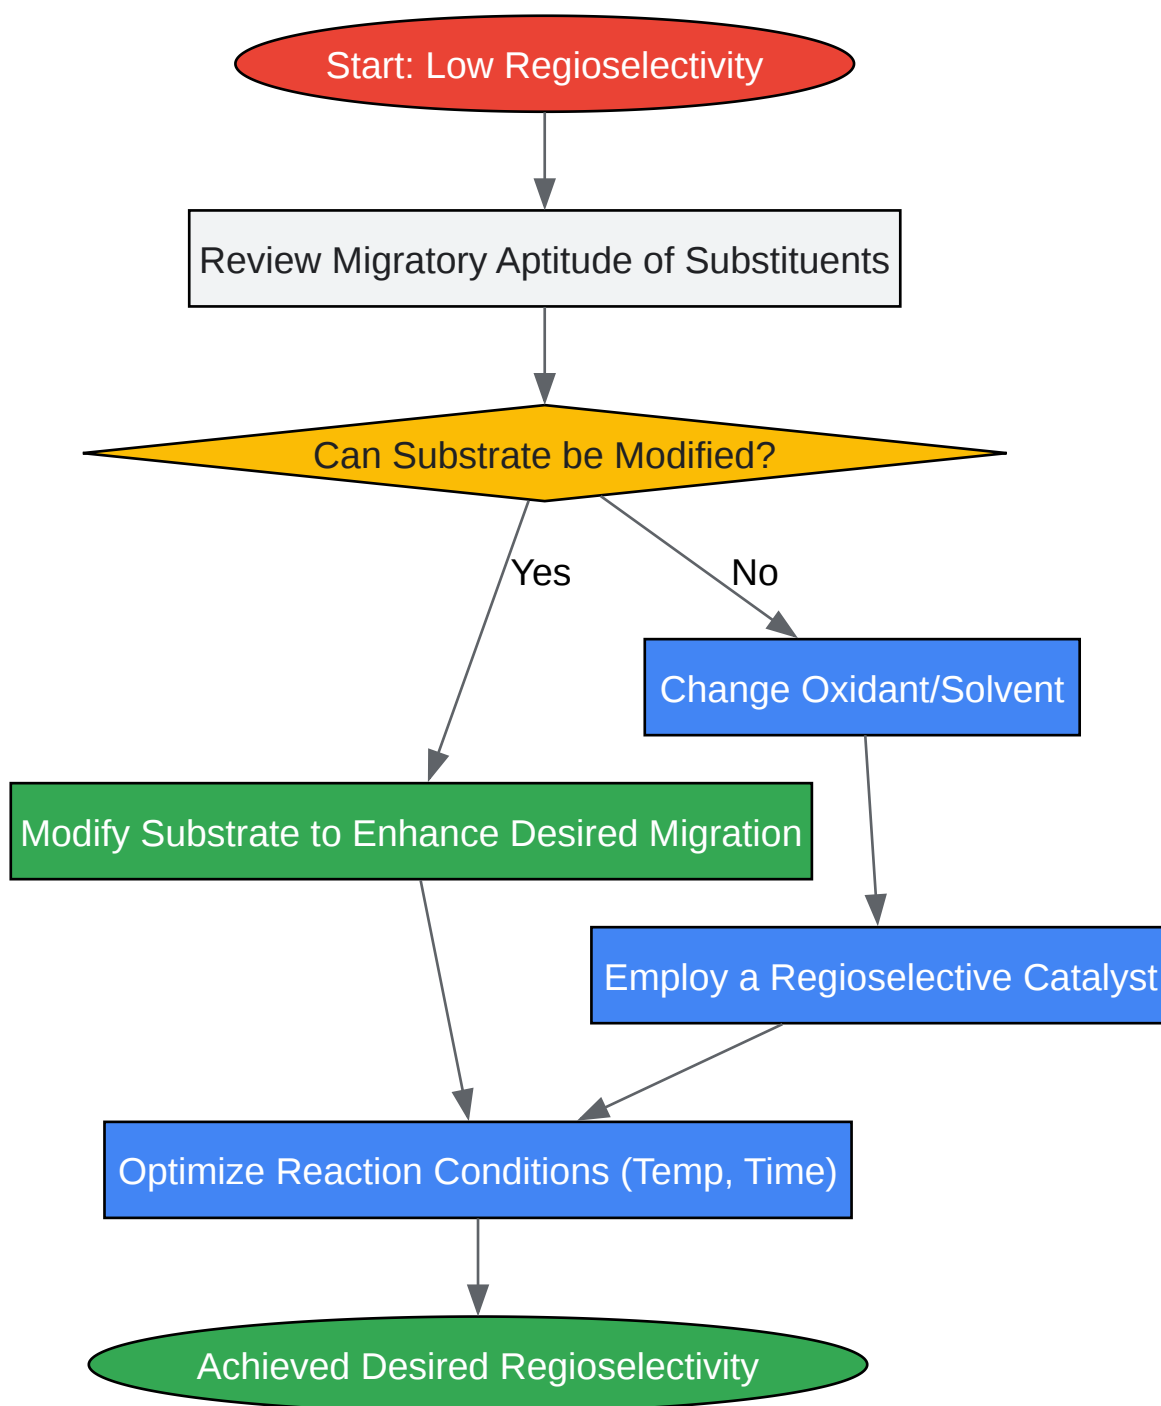 Start: Low Regioselectivity
Review Migratory Aptitude of Substituents
Can Substrate be Modified?
Yes
No
Change Oxidant/Solvent
Modify Substrate to Enhance Desired Migration
Employ a Regioselective Catalyst
Optimize Reaction Conditions (Temp, Time)
Achieved Desired Regioselectivity